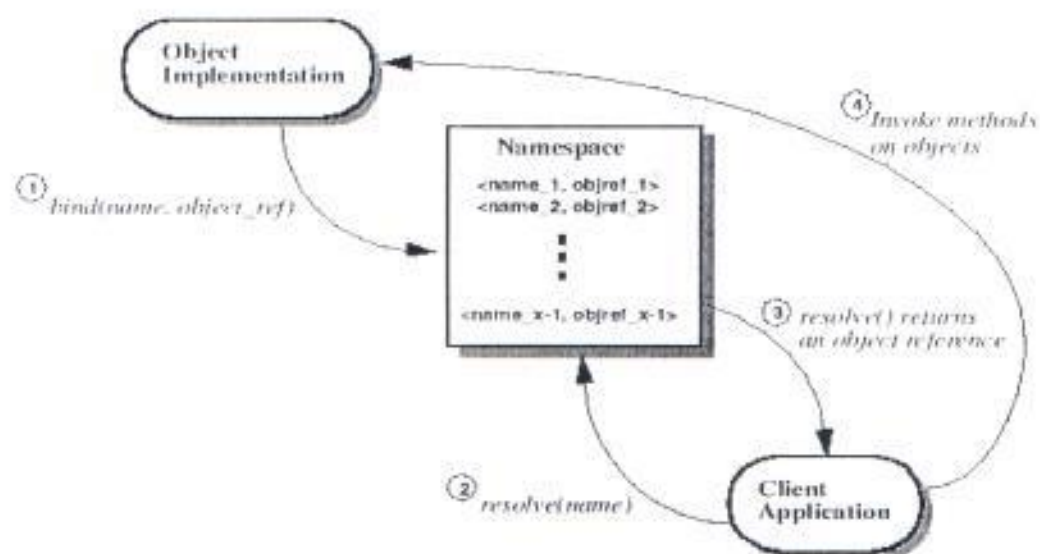 Object
Implementation
① bind(name, object_ref)
Namespace
<name_1, objref_1>
<name_2, objref_2>
<name_x-1, objref_x-1>
② resolve(name)
③ resolve() returns
an object reference
④ Invoke methods
on objects
Client
Application